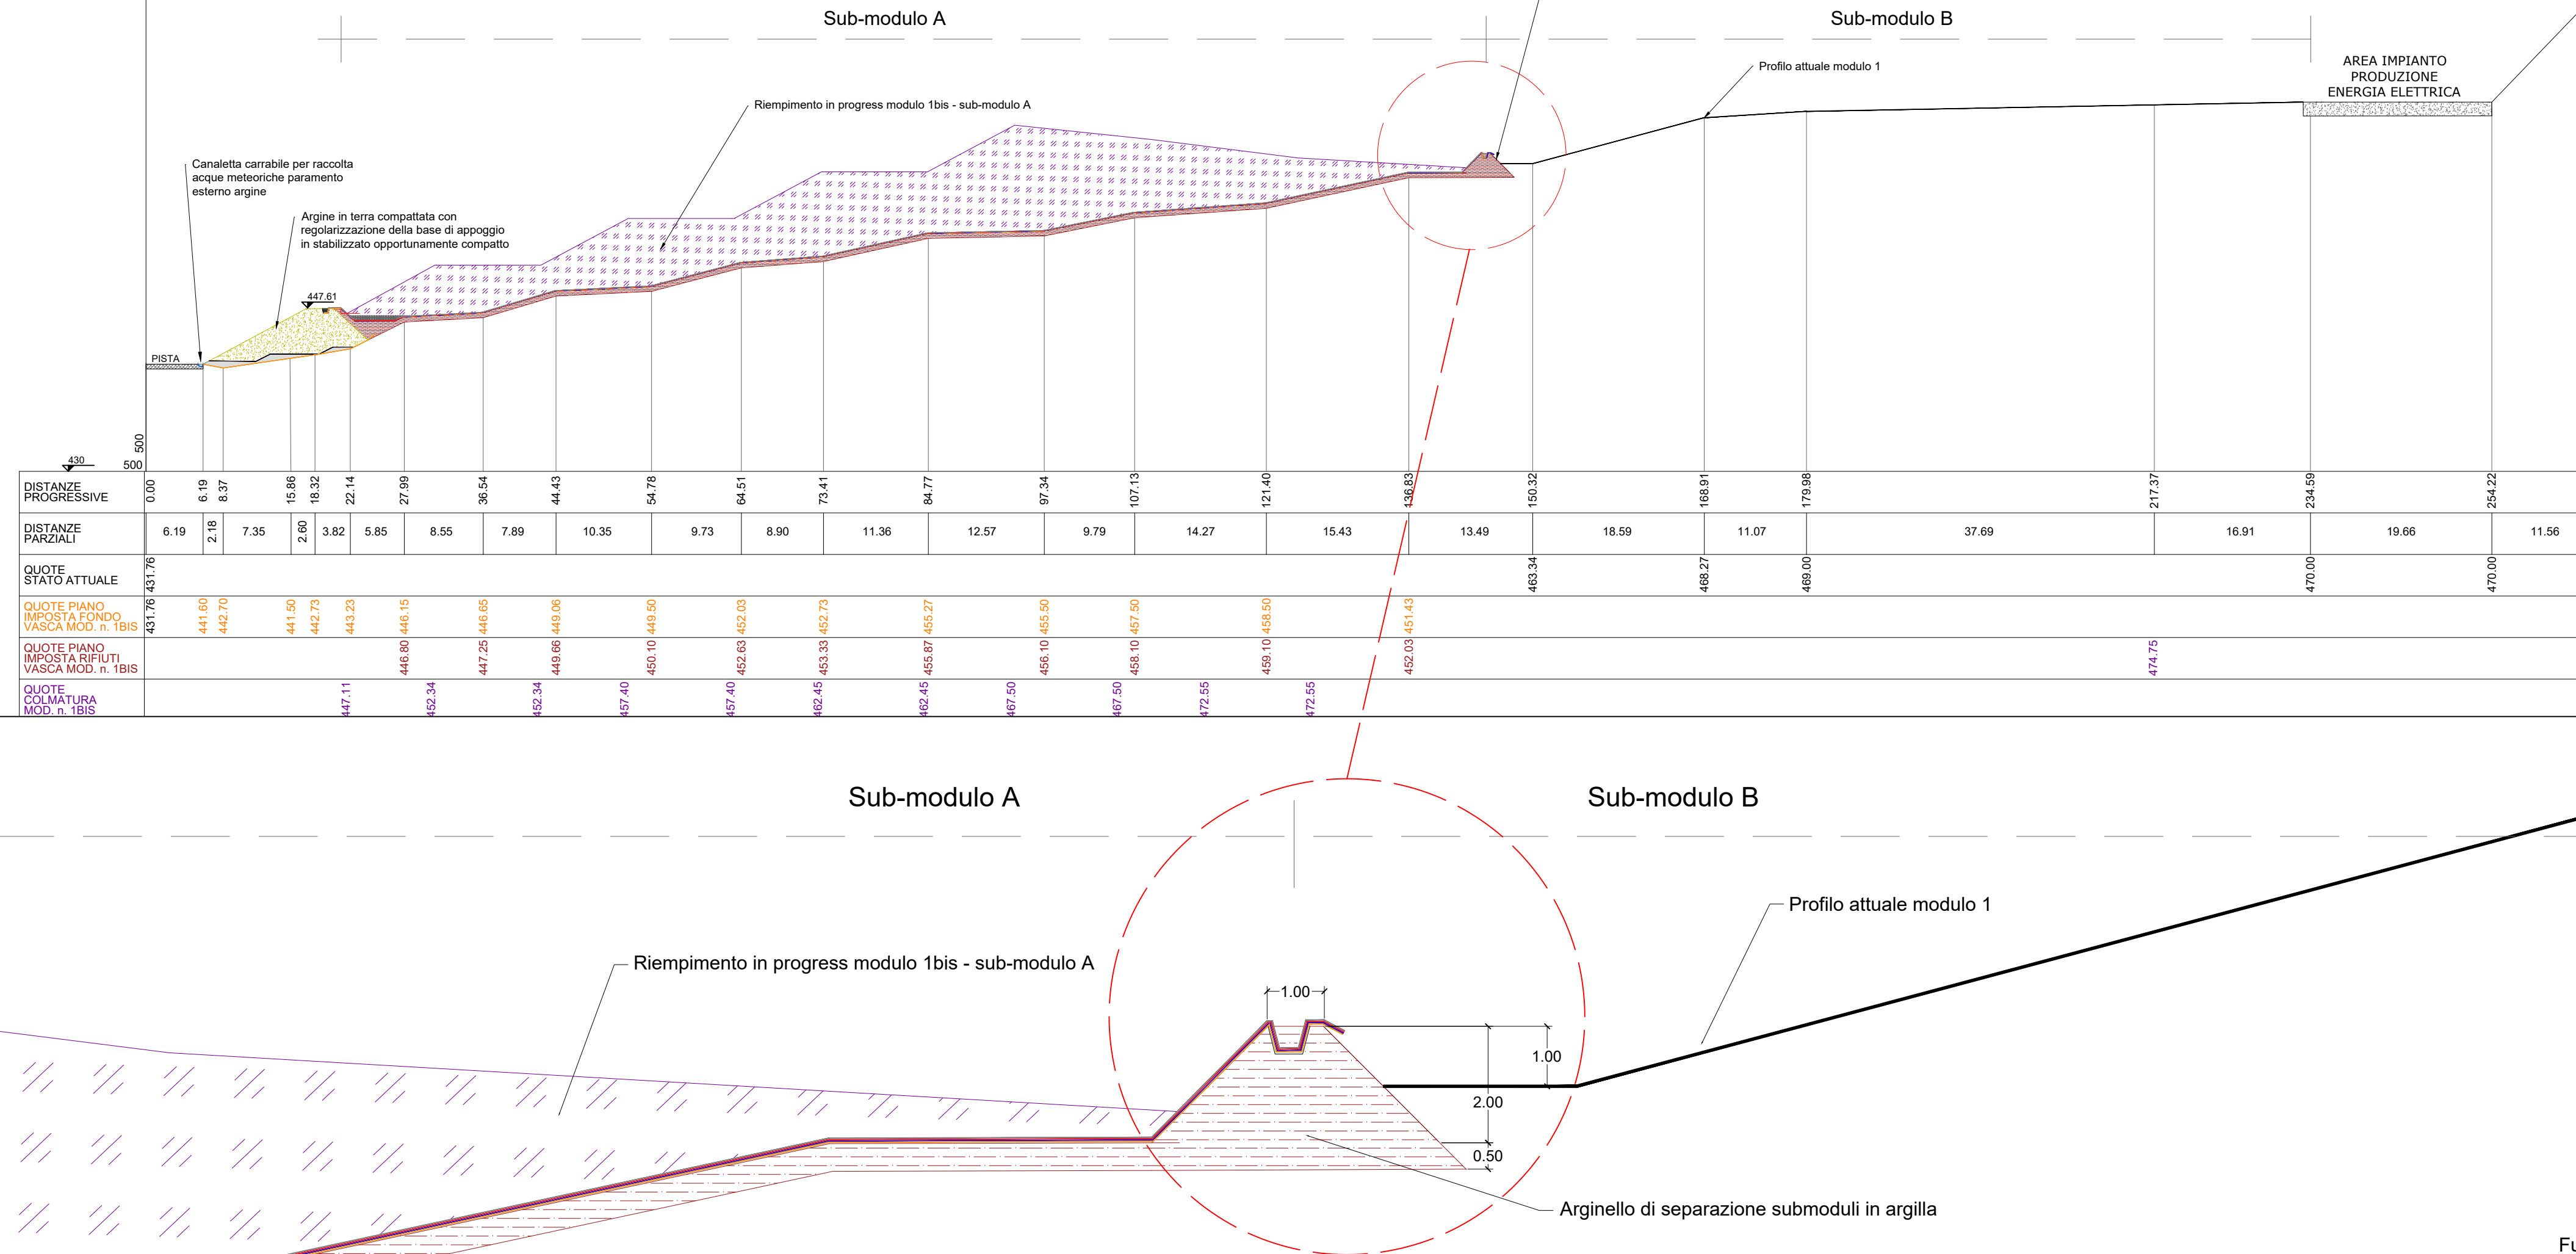 Sub-modulo A
Sub-modulo B
Profilo attuale modulo 1
AREA IMPIANTO
PRODUZIONE
ENERGIA ELETTRICA
Riempimento in progress modulo 1bis - sub-modulo A
Canaletta carrabile per raccolta
acque meteoriche paramento
esterno argine
Argine in terra compattata con
regolarizzazione della base di appoggio
in stabilizzato opportunamente compatto
447.61
PISTA
500
500
430
DISTANZE
PROGRESSIVE
0.00 6.19 8.37 15.86 18.32 22.14 27.99 36.54 44.43 54.78 64.51 73.41 84.77 97.34 107.13 121.40 136.83 150.32 168.91 179.98 217.37 234.59 254.22
DISTANZE
PARZIALI
6.19 2.18 7.35 2.60 3.82 5.85 8.55 7.89 10.35 9.73 8.90 11.36 12.57 9.79 14.27 15.43 13.49 18.59 11.07 37.69 16.91 19.66 11.56
QUOTE
STATO ATTUALE
431.76 463.34 468.27 469.00 470.00 470.00
QUOTE PIANO
IMPOSTA FONDO
VASCA MOD. n. 1BIS
431.76 441.60 442.70 441.50 442.73 443.23 446.15 446.65 449.06 449.50 452.03 452.73 455.27 455.50 457.50 458.50 451.43
QUOTE PIANO
IMPOSTA RIFIUTI
VASCA MOD. n. 1BIS
446.80 447.25 449.66 450.10 452.63 453.33 455.87 456.10 458.10 459.10 452.03 474.75
QUOTE
COLMATURA
MOD. n. 1BIS
447.11 452.34 452.34 457.40 457.40 462.45 462.45 467.50 467.50 472.55 472.55
Sub-modulo A
Sub-modulo B
Profilo attuale modulo 1
Riempimento in progress modulo 1bis - sub-modulo A
1.00
1.00
2.00
0.50
Arginello di separazione submoduli in argilla
Fu